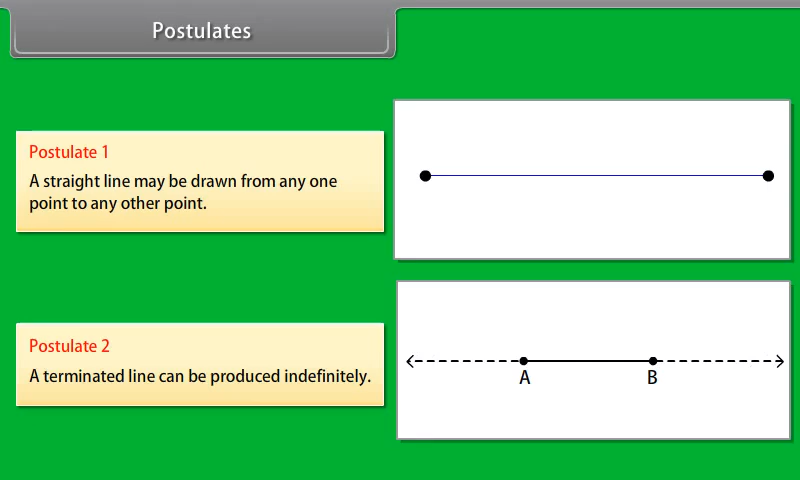 Postulates
Postulate 1
A straight line may be drawn from any one
point to any other point.
Postulate 2
A terminated line can be produced indefinitely.
A
B